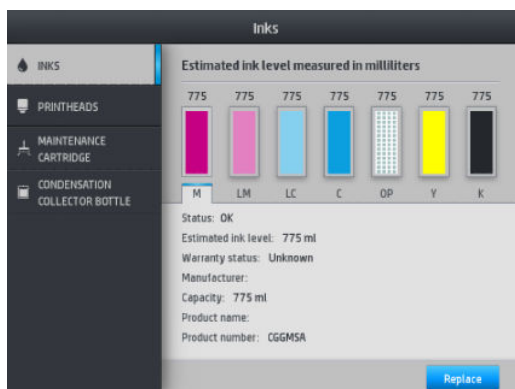 Inks
INKS
PRINTHEADS
MAINTENANCE
CARTRIDGE
CONDENSATION
COLLECTOR BOTTLE
Estimated ink level measured in milliliters
775 775 775 775 775 775 775
M LM LC C OP Y K
Status: OK
Estimated ink level: 775 ml
Warranty status: Unknown
Manufacturer:
Capacity: 775 ml
Product name:
Product number: CGGMSA
Replace